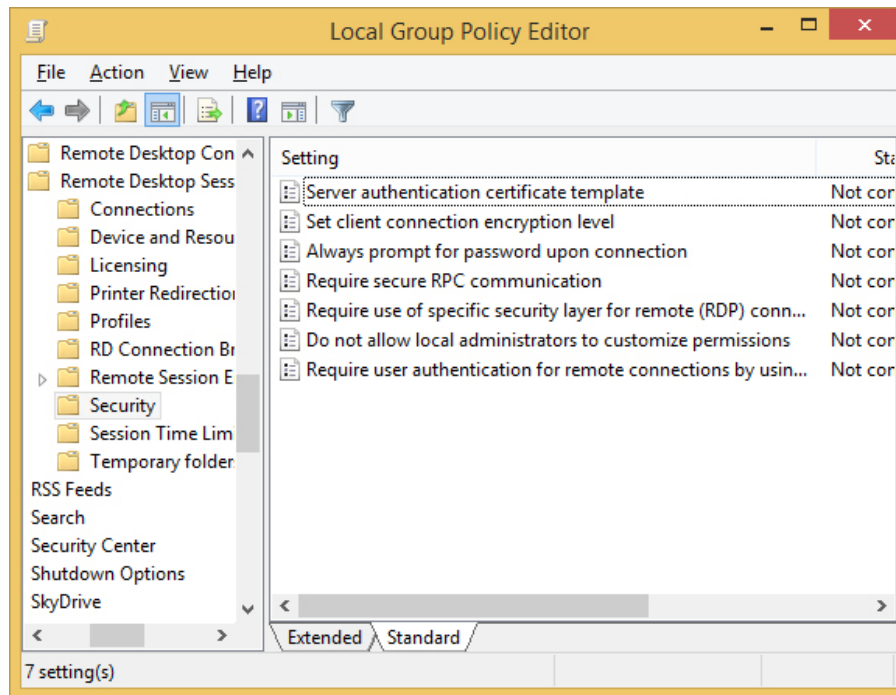 Local Group Policy Editor
File Action View Help
Remote Desktop Con
Remote Desktop Sess
Connections
Device and Resou
Licensing
Printer Redirection
Profiles
RD Connection Br
Remote Session E
Security
Session Time Lim
Temporary folder
RSS Feeds
Search
Security Center
Shutdown Options
SkyDrive
Setting Sta
Server authentication certificate template Not cor
Set client connection encryption level Not cor
Always prompt for password upon connection Not cor
Require secure RPC communication Not cor
Require use of specific security layer for remote (RDP) conn... Not cor
Do not allow local administrators to customize permissions Not cor
Require user authentication for remote connections by usin... Not cor
Extended Standard
7 setting(s)